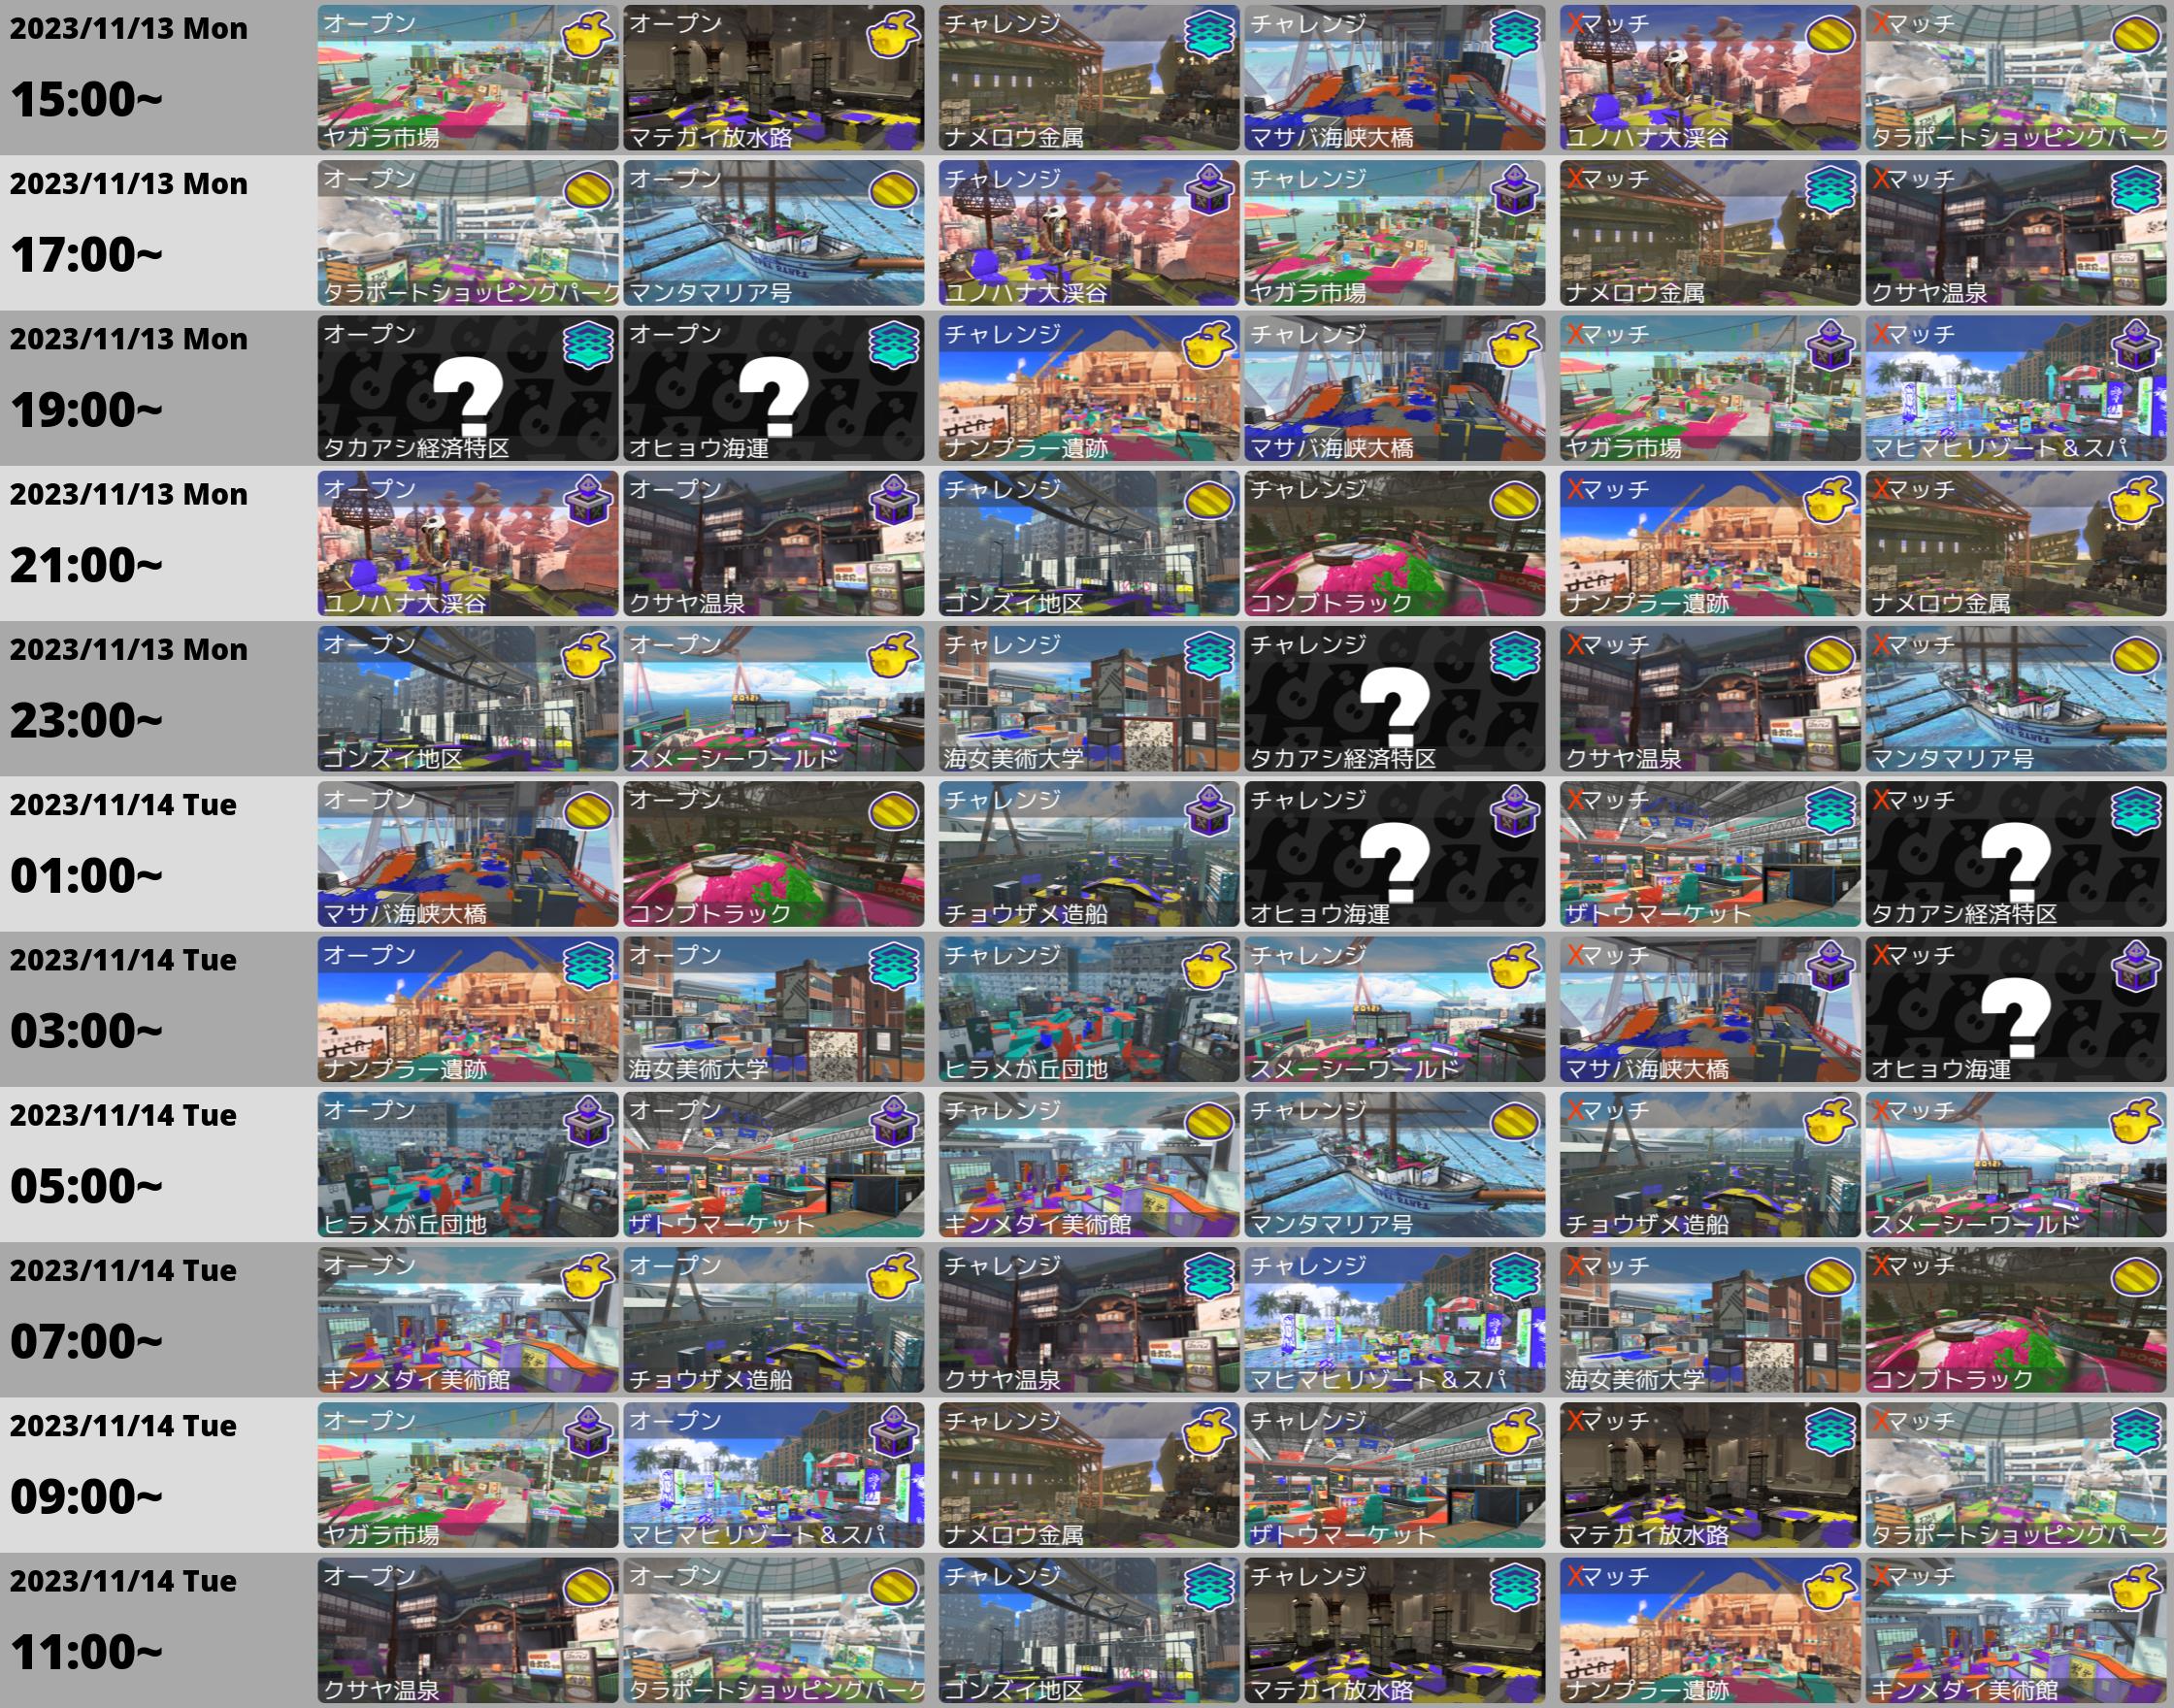 2023/11/13 Mon
15:00~
オープン
ヤガラ市場
オープン
マテガイ放水路
チャレンジ
ナメロウ金属
チャレンジ
マサバ海峡大橋
Xマッチ
ユノハナ大渓谷
Xマッチ
タラポートショッピングパーク
2023/11/13 Mon
17:00~
オープン
タラポートショッピングパーク
オープン
マンタマリア号
チャレンジ
ユノハナ大渓谷
チャレンジ
ヤガラ市場
Xマッチ
ナメロウ金属
Xマッチ
クサヤ温泉
2023/11/13 Mon
19:00~
オープン
?
タカアシ経済特区
オープン
?
オヒョウ海運
チャレンジ
ナンプラー遺跡
チャレンジ
マサバ海峡大橋
Xマッチ
ヤガラ市場
Xマッチ
マヒマヒリゾート&スパ
2023/11/13 Mon
21:00~
オープン
ユノハナ大渓谷
オープン
クサヤ温泉
チャレンジ
ゴンズイ地区
チャレンジ
コンブトラック
Xマッチ
ナンプラー遺跡
Xマッチ
ナメロウ金属
2023/11/13 Mon
23:00~
オープン
ゴンズイ地区
オープン
スメーシーワールド
チャレンジ
海女美術大学
チャレンジ
?
タカアシ経済特区
Xマッチ
クサヤ温泉
Xマッチ
マンタマリア号
2023/11/14 Tue
01:00~
オープン
マサバ海峡大橋
オープン
コンブトラック
チャレンジ
チョウザメ造船
チャレンジ
?
オヒョウ海運
Xマッチ
ザトウマーケット
Xマッチ
?
タカアシ経済特区
2023/11/14 Tue
03:00~
オープン
ナンプラー遺跡
オープン
海女美術大学
チャレンジ
ヒラメが丘団地
チャレンジ
スメーシーワールド
Xマッチ
マサバ海峡大橋
Xマッチ
?
オヒョウ海運
2023/11/14 Tue
05:00~
オープン
ヒラメが丘団地
オープン
ザトウマーケット
チャレンジ
キンメダイ美術館
チャレンジ
マンタマリア号
Xマッチ
チョウザメ造船
Xマッチ
スメーシーワールド
2023/11/14 Tue
07:00~
オープン
キンメダイ美術館
オープン
チョウザメ造船
チャレンジ
クサヤ温泉
チャレンジ
マヒマヒリゾート&スパ
Xマッチ
海女美術大学
Xマッチ
コンブトラック
2023/11/14 Tue
09:00~
オープン
ヤガラ市場
オープン
マヒマヒリゾート&スパ
チャレンジ
ナメロウ金属
チャレンジ
ザトウマーケット
Xマッチ
マテガイ放水路
Xマッチ
タラポートショッピングパーク
2023/11/14 Tue
11:00~
オープン
クサヤ温泉
オープン
タラポートショッピングパーク
チャレンジ
ゴンズイ地区
チャレンジ
マテガイ放水路
Xマッチ
ナンプラー遺跡
Xマッチ
キンメダイ美術館